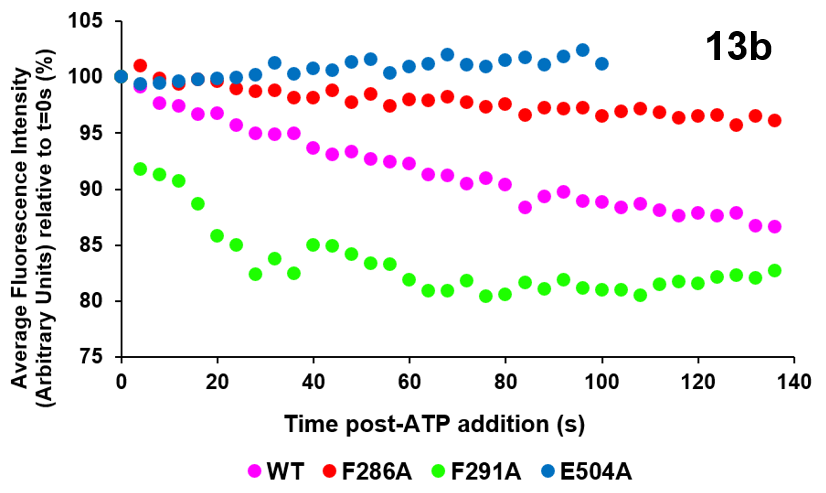 13b
Average Fluorescence Intensity
(Arbitrary Units) relative to t=0s (%)
105
100
95
90
85
80
75
0 20 40 60 80 100 120 140
Time post-ATP addition (s)
WT F286A F291A E504A